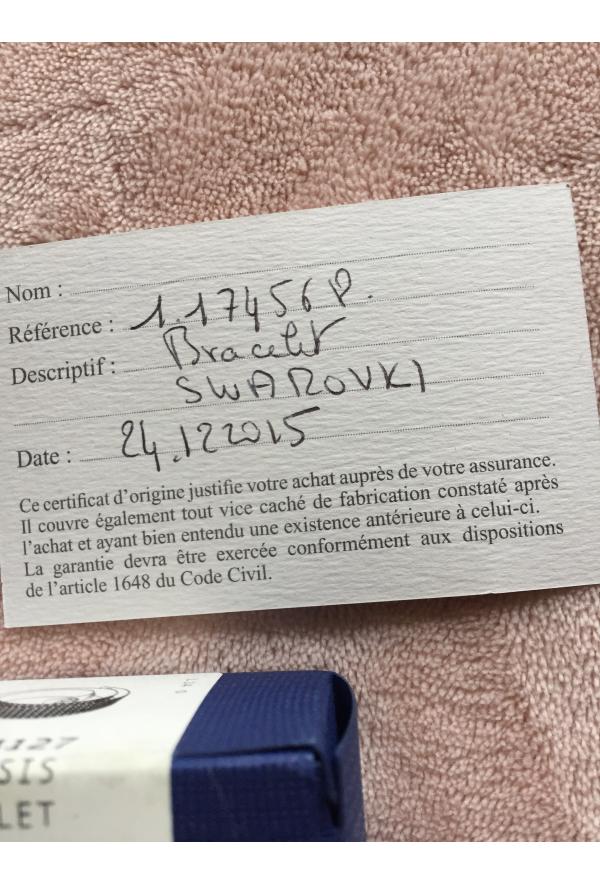 Nom :
Référence : 1.17456P.
Descriptif : Bracelet
SWAROVKI
Date : 24.12 2015
Ce certificat d'origine justifie votre achat auprès de votre assurance.
Il couvre également tout vice caché de fabrication constaté après
l'achat et ayant bien entendu une existence antérieure à celui-ci.
La garantie devra être exercée conformément aux dispositions
de l'article 1648 du Code Civil.
127
SIS
LET